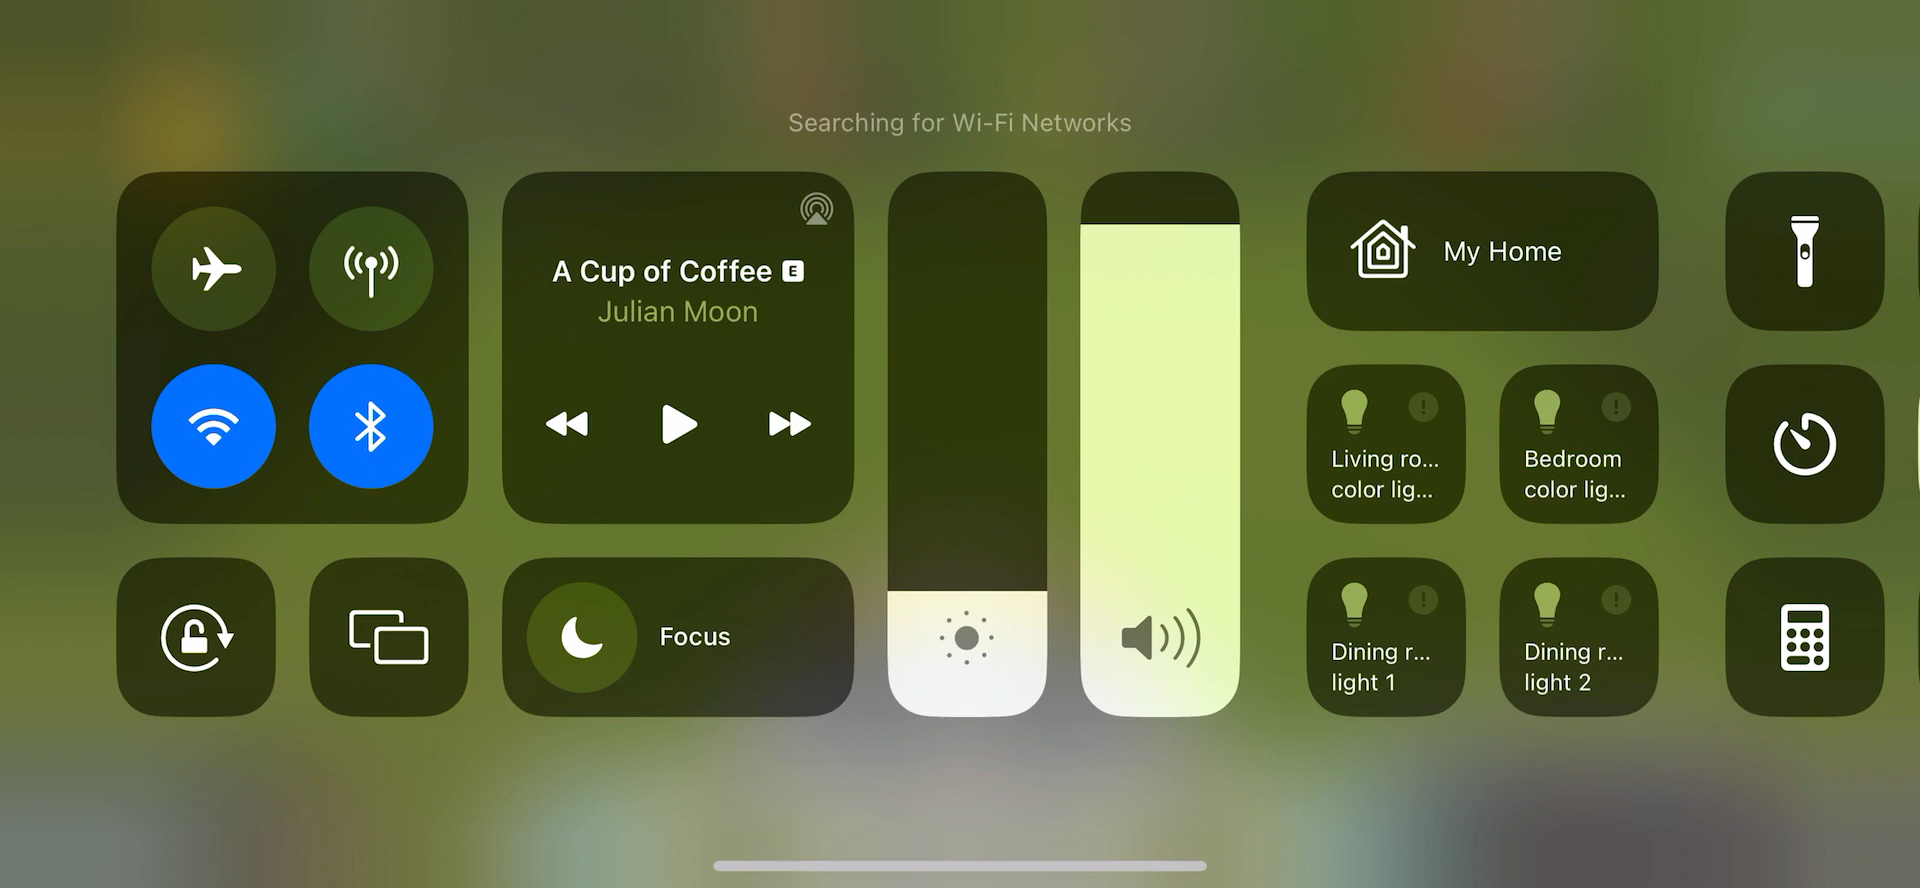 Searching for Wi-Fi Networks
A Cup of Coffee E
Julian Moon
Focus
My Home
Living ro...
color lig...
Bedroom
color lig...
Dining r...
light 1
Dining r...
light 2